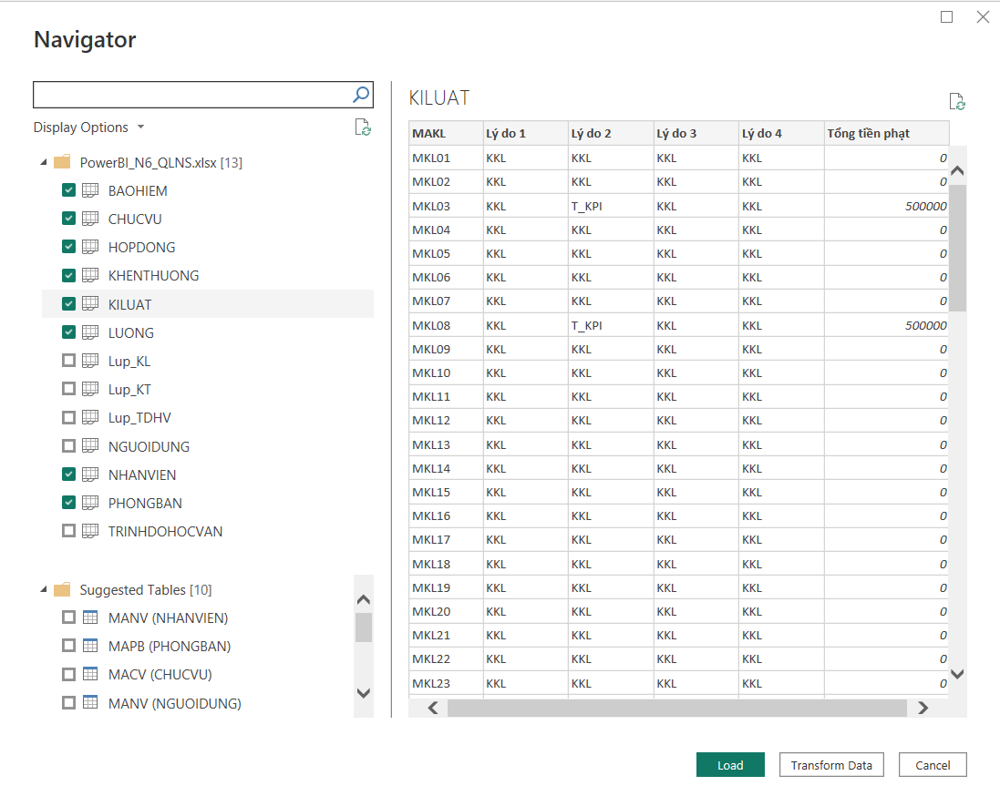 Navigator
Display Options
PowerBI_N6_QLNS.xlsx [13]
BAOHIEM
CHUCVU
HOPDONG
KHENTHUONG
KILUAT
LUONG
Lup_KL
Lup_KT
Lup_TDHV
NGUOIDUNG
NHANVIEN
PHONGBAN
TRINHDOHOCVAN
Suggested Tables [10]
MANV (NHANVIEN)
MAPB (PHONGBAN)
MACV (CHUCVU)
MANV (NGUOIDUNG)
KILUAT
MAKL Lý do 1 Lý do 2 Lý do 3 Lý do 4 Tổng tiền phạt
MKL01 KKL KKL KKL KKL 0
MKL02 KKL KKL KKL KKL 0
MKL03 KKL T_KPI KKL KKL 500000
MKL04 KKL KKL KKL KKL 0
MKL05 KKL KKL KKL KKL 0
MKL06 KKL KKL KKL KKL 0
MKL07 KKL KKL KKL KKL 0
MKL08 KKL T_KPI KKL KKL 500000
MKL09 KKL KKL KKL KKL 0
MKL10 KKL KKL KKL KKL 0
MKL11 KKL KKL KKL KKL 0
MKL12 KKL KKL KKL KKL 0
MKL13 KKL KKL KKL KKL 0
MKL14 KKL KKL KKL KKL 0
MKL15 KKL KKL KKL KKL 0
MKL16 KKL KKL KKL KKL 0
MKL17 KKL KKL KKL KKL 0
MKL18 KKL KKL KKL KKL 0
MKL19 KKL KKL KKL KKL 0
MKL20 KKL KKL KKL KKL 0
MKL21 KKL KKL KKL KKL 0
MKL22 KKL KKL KKL KKL 0
MKL23 KKL KKL KKL KKL 0
Load Transform Data Cancel